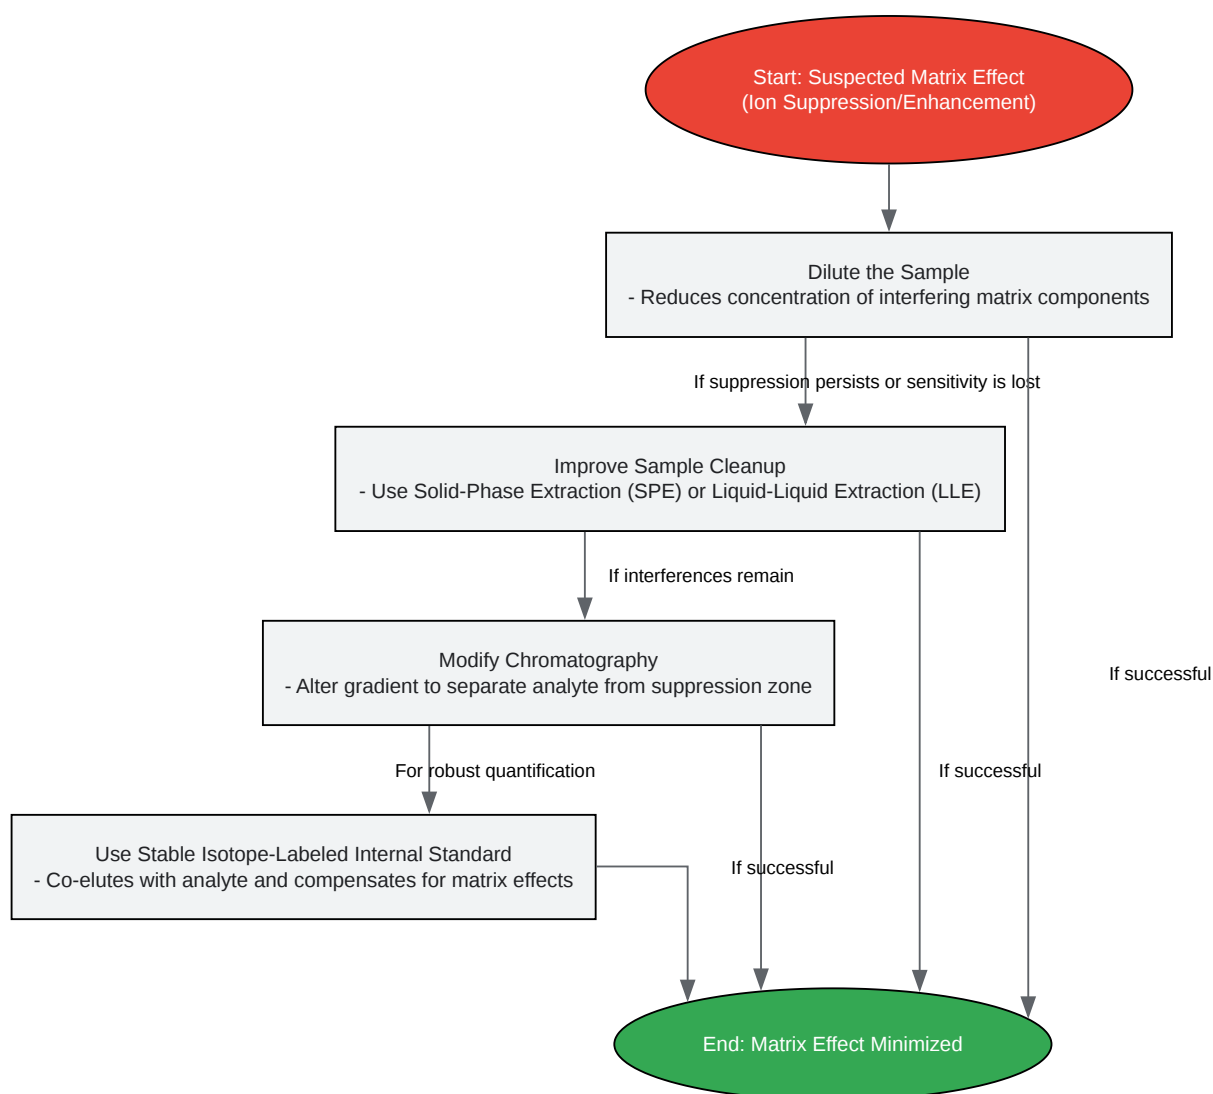 Start: Suspected Matrix Effect
(Ion Suppression/Enhancement)
Dilute the Sample
- Reduces concentration of interfering matrix components
If suppression persists or sensitivity is lost
Improve Sample Cleanup
- Use Solid-Phase Extraction (SPE) or Liquid-Liquid Extraction (LLE)
If interferences remain
Modify Chromatography
- Alter gradient to separate analyte from suppression zone
If successful
For robust quantification
If successful
Use Stable Isotope-Labeled Internal Standard
- Co-elutes with analyte and compensates for matrix effects
If successful
End: Matrix Effect Minimized